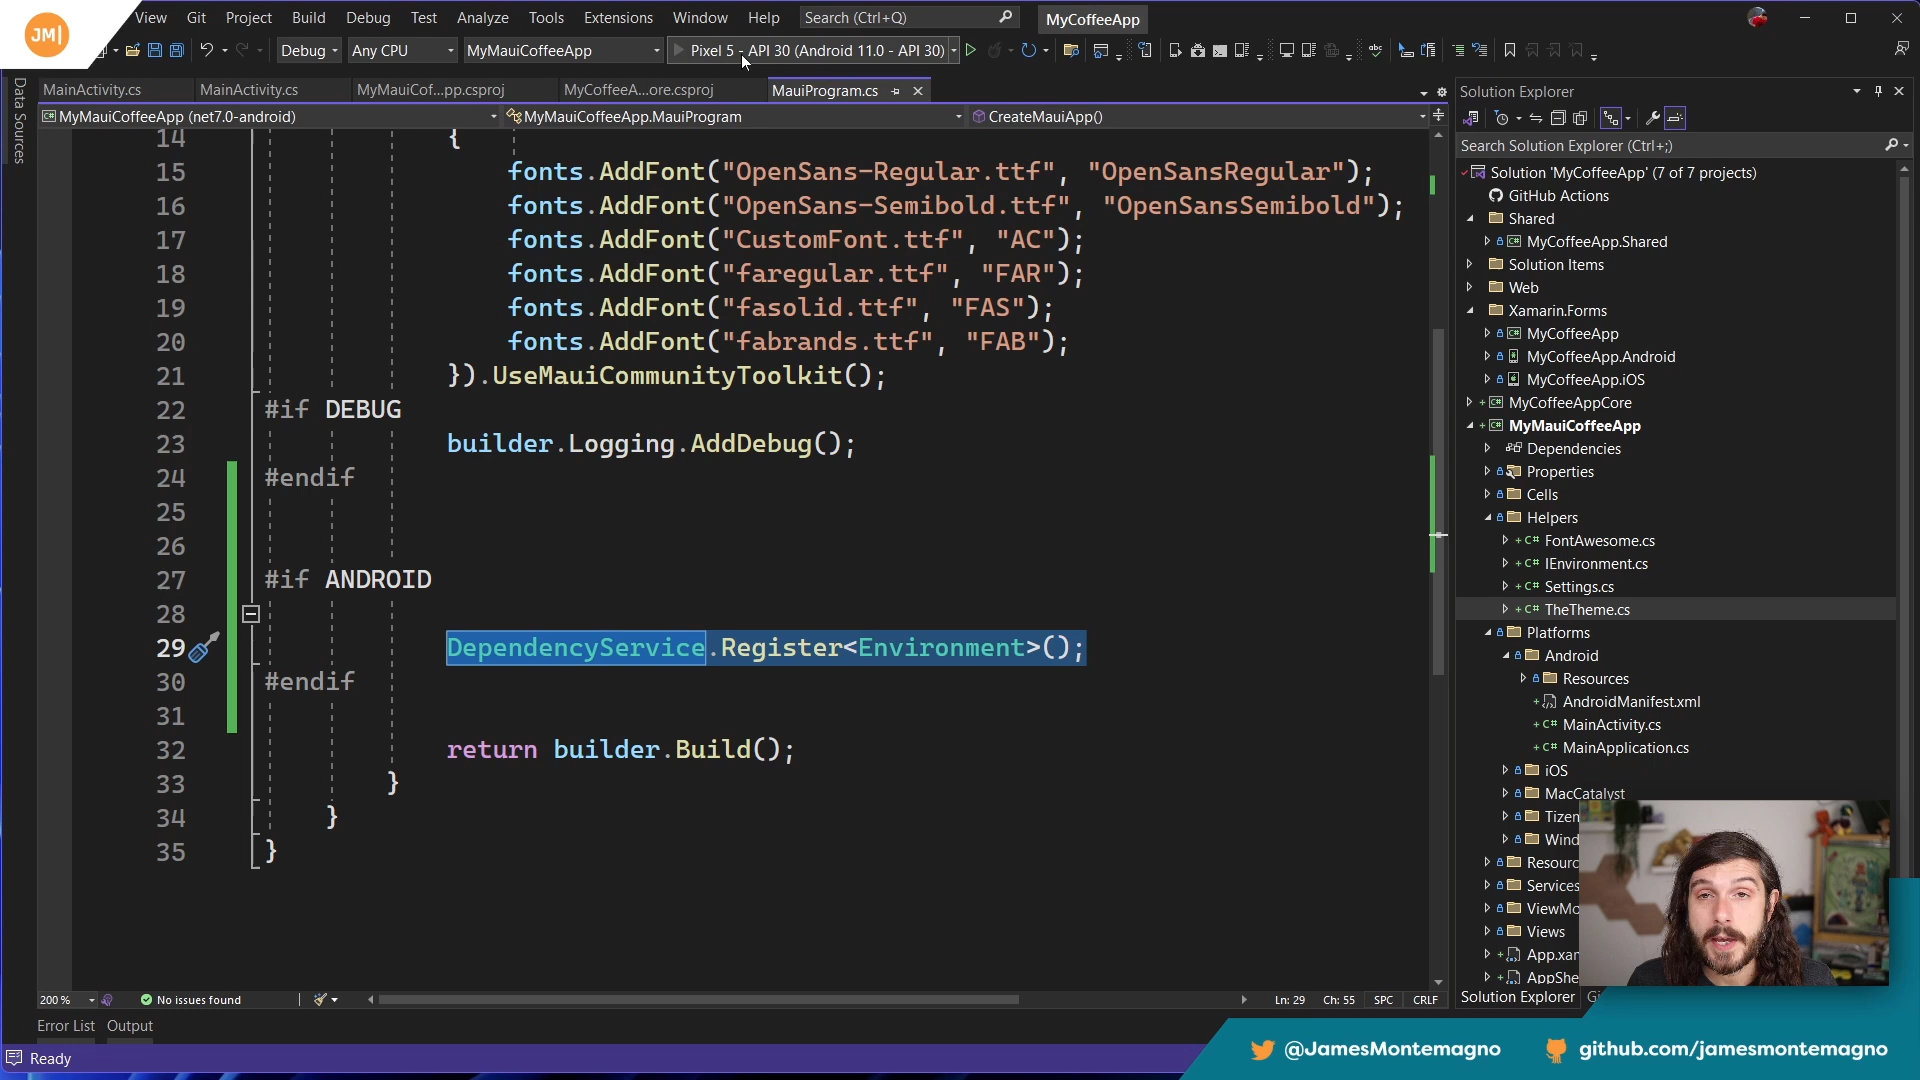 JM|
View Git Project Build Debug Test Analyze Tools Extensions Window Help Search (Ctrl+Q) MyCoffeeApp
Debug Any CPU MyMauiCoffeeApp Pixel 5 - API 30 (Android 11.0 - API 30)
Data Sources
MainActivity.cs MainActivity.cs MyMauiCof...pp.csproj MyCoffeeA...ore.csproj MauiProgram.cs
MyMauiCoffeeApp (net7.0-android) MyMauiCoffeeApp.MauiProgram CreateMauiApp()
14 {
15 fonts.AddFont("OpenSans-Regular.ttf", "OpenSansRegular");
16 fonts.AddFont("OpenSans-Semibold.ttf", "OpenSansSemibold");
17 fonts.AddFont("CustomFont.ttf", "AC");
18 fonts.AddFont("faregular.ttf", "FAR");
19 fonts.AddFont("fasolid.ttf", "FAS");
20 fonts.AddFont("fabrands.ttf", "FAB");
21 }).UseMauiCommunityToolkit();
22 #if DEBUG
23 builder.Logging.AddDebug();
24 #endif
25
26
27 #if ANDROID
28
29 DependencyService.Register<Environment>();
30 #endif
31
32 return builder.Build();
33 }
34 }
35 }
200 % No issues found Ln: 29 Ch: 55 SPC CRLF
Error List Output
Ready
Solution Explorer
Search Solution Explorer (Ctrl+;)
Solution 'MyCoffeeApp' (7 of 7 projects)
GitHub Actions
Shared
MyCoffeeApp.Shared
Solution Items
Web
Xamarin.Forms
MyCoffeeApp
MyCoffeeApp.Android
MyCoffeeApp.iOS
MyCoffeeAppCore
MyMauiCoffeeApp
Dependencies
Properties
Cells
Helpers
FontAwesome.cs
IEnvironment.cs
Settings.cs
TheTheme.cs
Platforms
Android
Resources
AndroidManifest.xml
MainActivity.cs
MainApplication.cs
iOS
MacCatalyst
Tizen
Wind
Resourc
Services
ViewMo
Views
App.xam
AppShe
Solution Explorer Gi
@JamesMontemagno github.com/jamesmontemagno